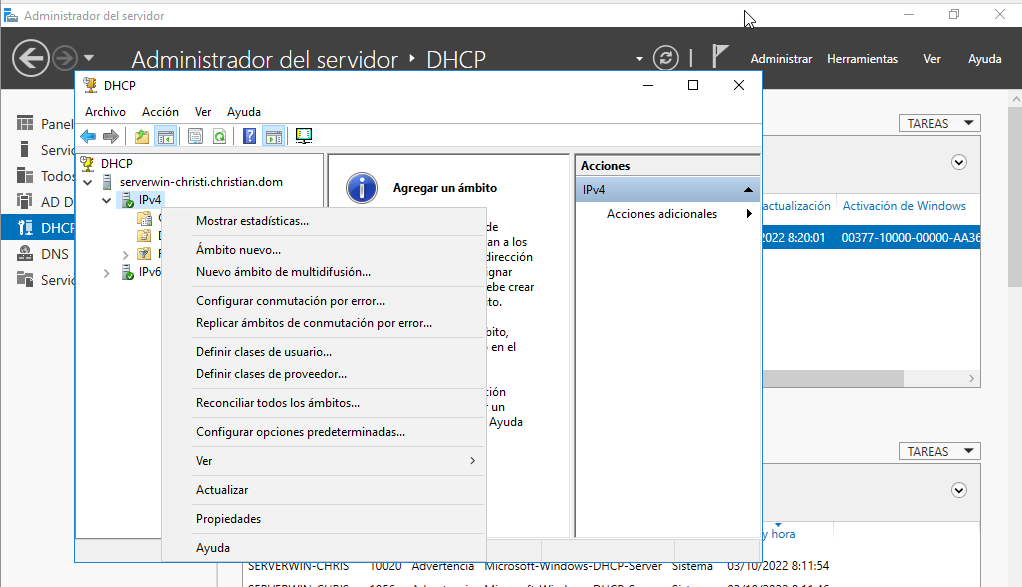 Administrador del servidor
Administrador del servidor DHCP
Administrar Herramientas Ver Ayuda
DHCP
Archivo Acción Ver Ayuda
Panel
Todos
AD D
DHCP
DNS
DHCP
serverwin-christi.christian.dom
IPv4
IPv6
Mostrar estadísticas...
Ámbito nuevo...
Nuevo ámbito de multidifusión...
Configurar conmutación por error...
Replicar ámbitos de conmutación por error...
Definir clases de usuario...
Definir clases de proveedor...
Reconciliar todos los ámbitos...
Configurar opciones predeterminadas...
Ver
Actualizar
Propiedades
Ayuda
Agregar un ámbito
de
an a los
dirección
ignar
ebe crear
to.
bito,
o en el
ción
r un
Ayuda
Acciones
IPv4
Acciones adicionales
TAREAS
actualización Activación de Windows
2022 8:20:01 00377-10000-00000-AA36
TAREAS
y hora
SERVERWIN-CHRIS 10020 Advertencia Microsoft-Windows-DHCP-Server Sistema 03/10/2022 8:11:54